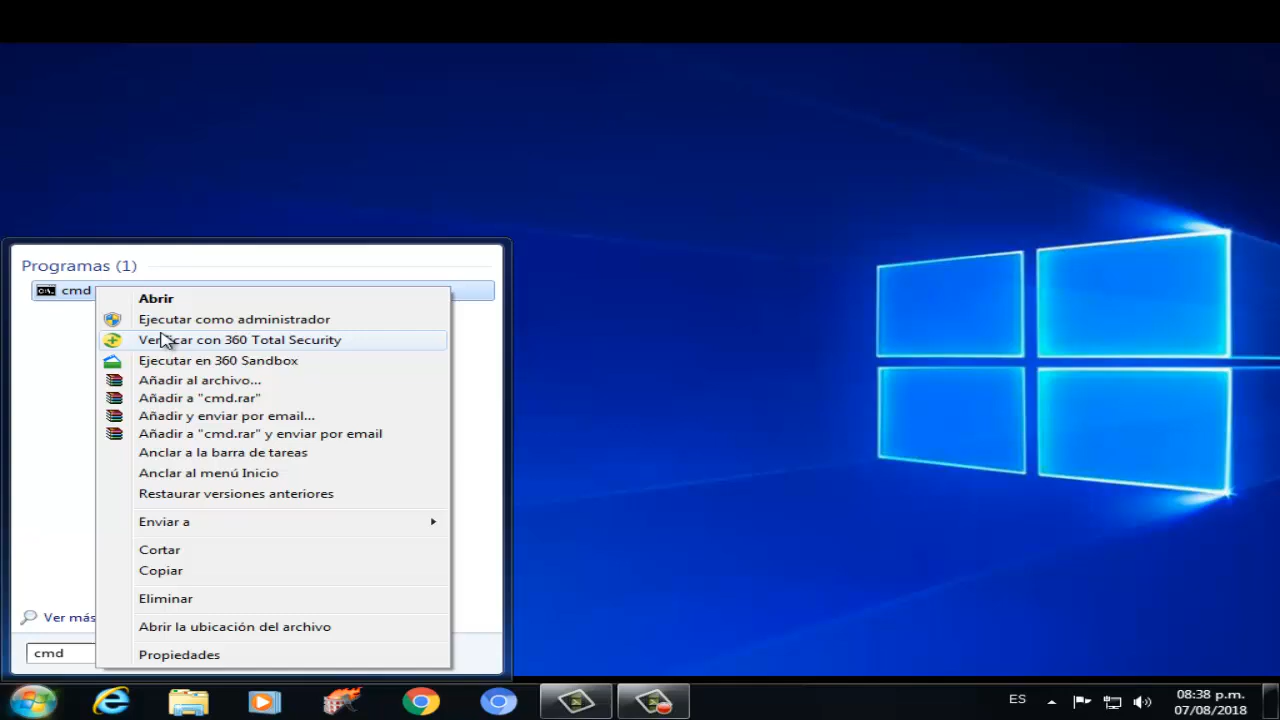 Programas (1)
cmd
Abrir
Ejecutar como administrador
Verificar con 360 Total Security
Ejecutar en 360 Sandbox
Añadir al archivo...
Añadir a "cmd.rar"
Añadir y enviar por email...
Añadir a "cmd.rar" y enviar por email
Anclar a la barra de tareas
Anclar al menú Inicio
Restaurar versiones anteriores
Enviar a
Cortar
Copiar
Eliminar
Abrir la ubicación del archivo
Propiedades
Ver más
cmd
ES
08:38 p.m.
07/08/2018